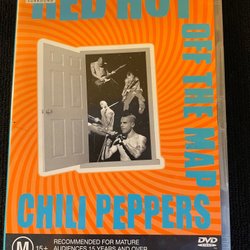 RED HOT
OFF THE MAP
CHILI PEPPERS
M 15+
RECOMMENDED FOR MATURE
AUDIENCES 15 YEARS AND OVER
DVD